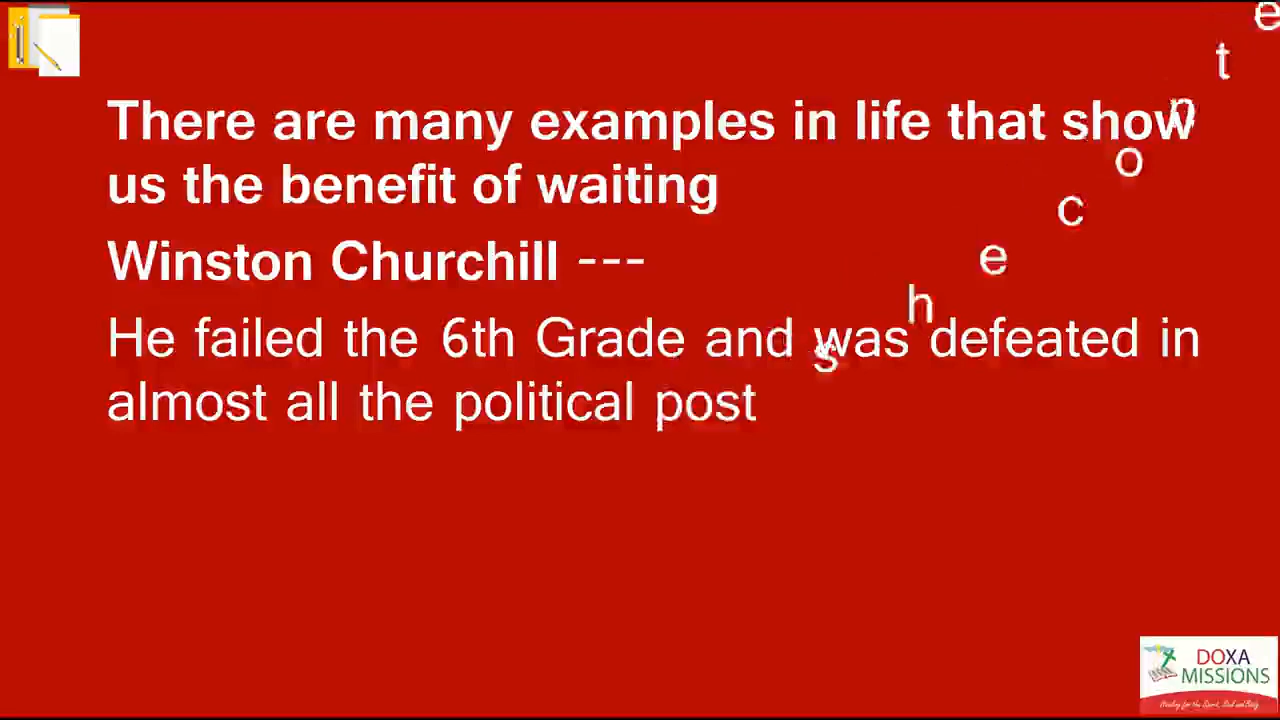 There are many examples in life that show
us the benefit of waiting
Winston Churchill ---
He failed the 6th Grade and was defeated in
almost all the political post
s
h
e
c
o
n
t
e
DOXA
MISSIONS